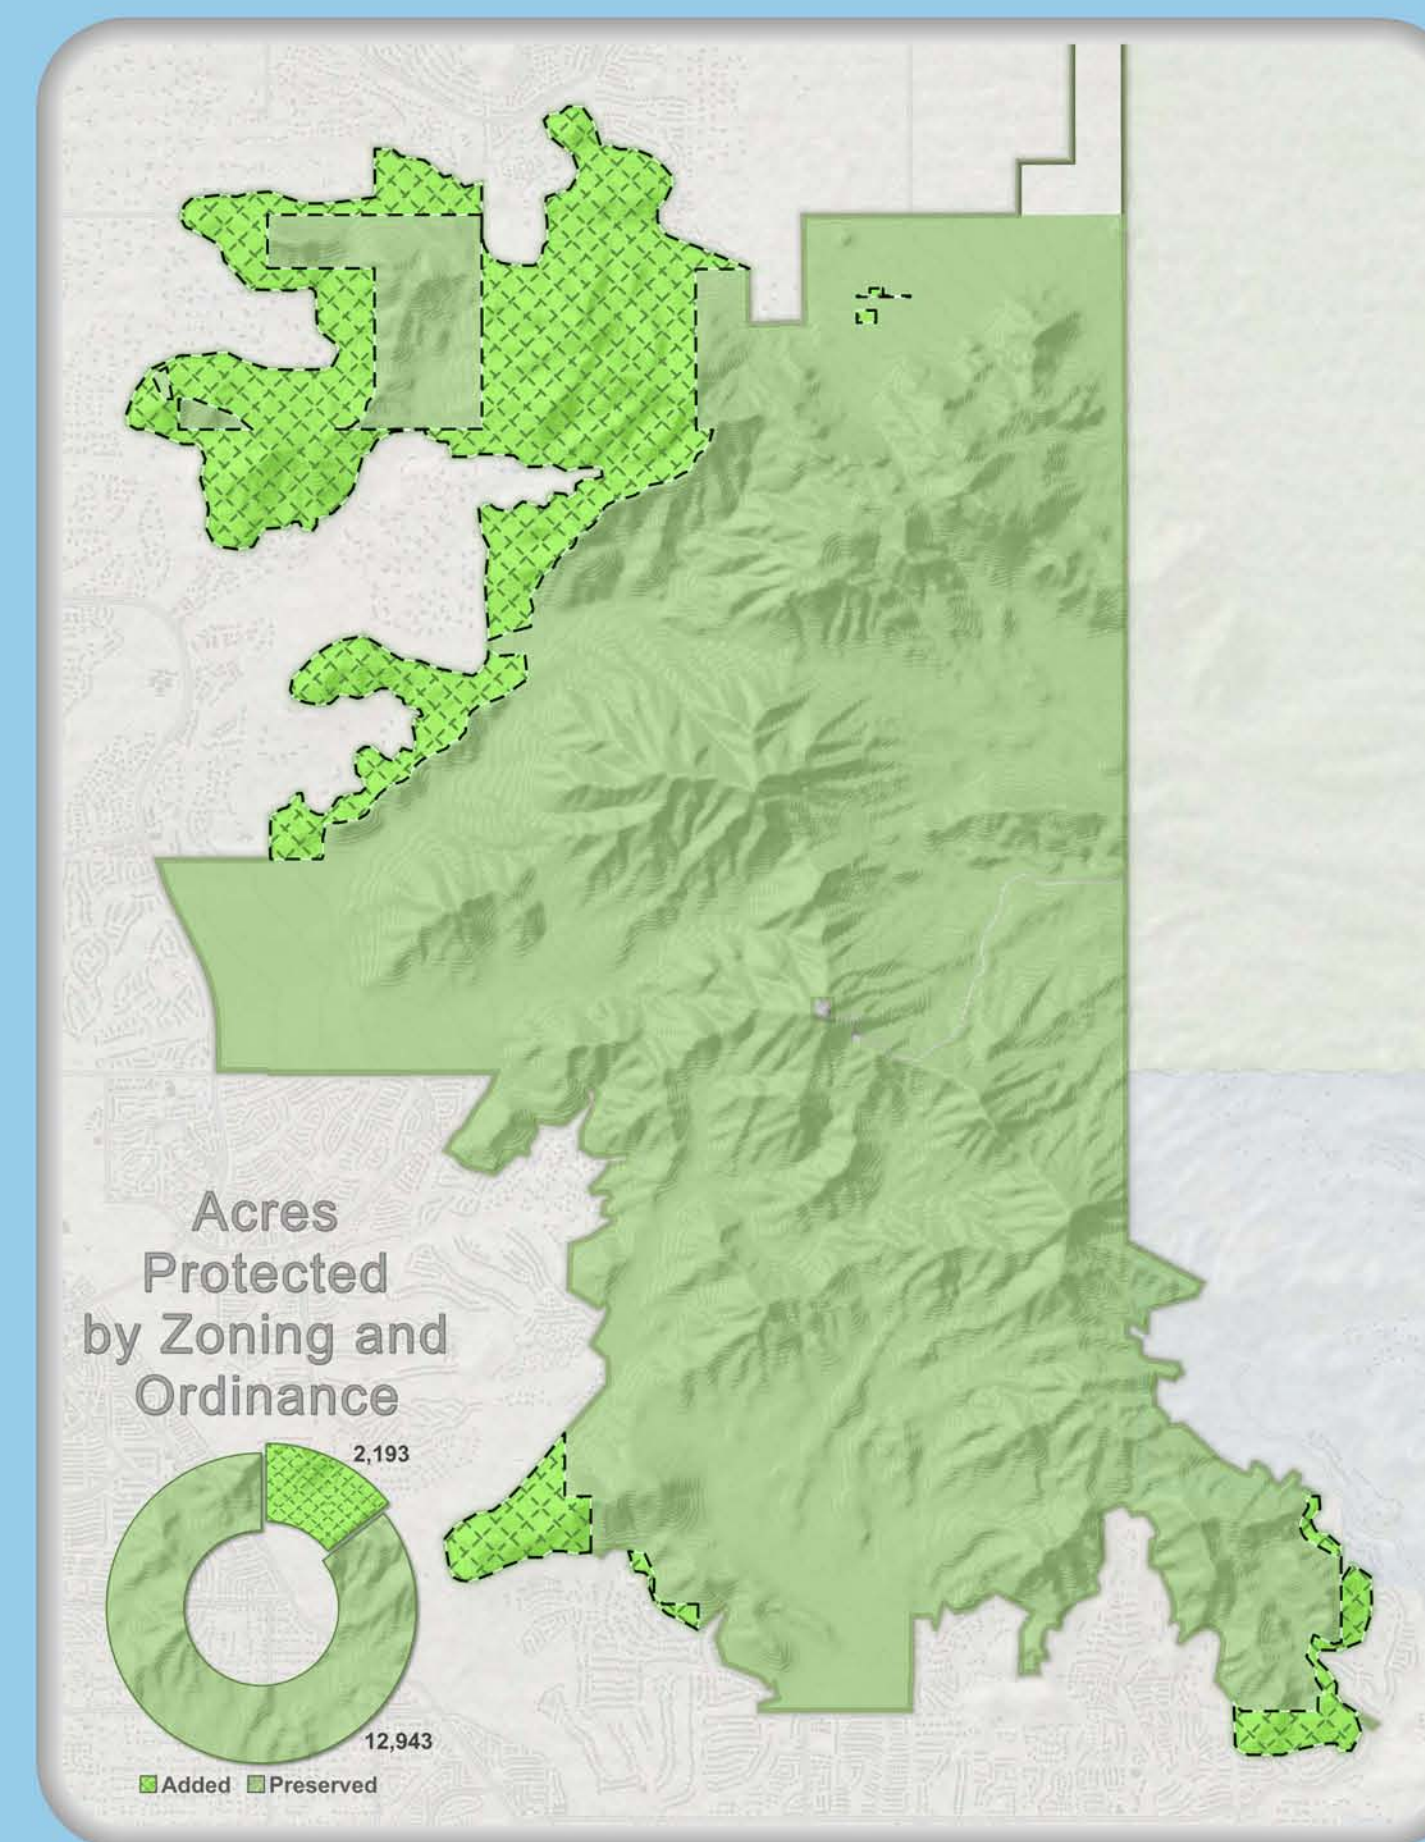 Acres
Protected
by Zoning and
Ordinance
2,193
12,943
Added Preserved